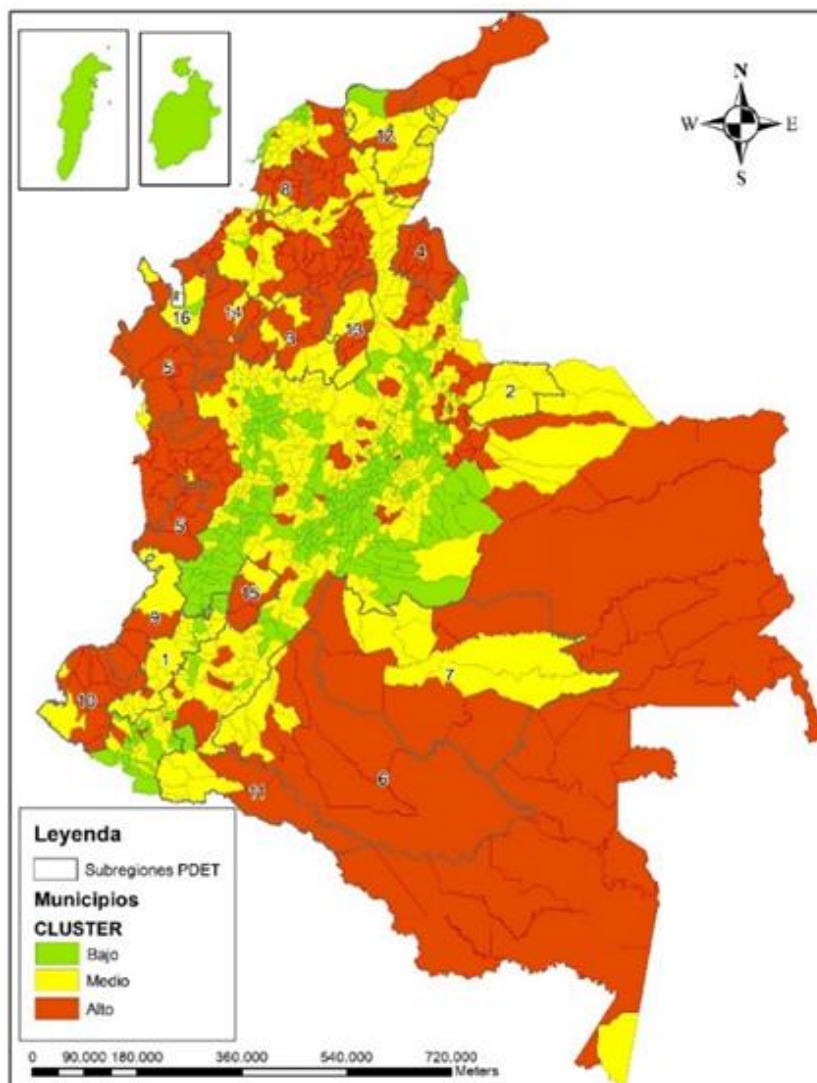 N
W E
S
12
8
4
14
16
3
13
5
2
5
15
9
1
7
10
6
11
Leyenda
Subregiones PDET
Municipios
CLUSTER
Bajo
Medio
Alto
0 90.000 180.000 360.000 540.000 720.000
Meters